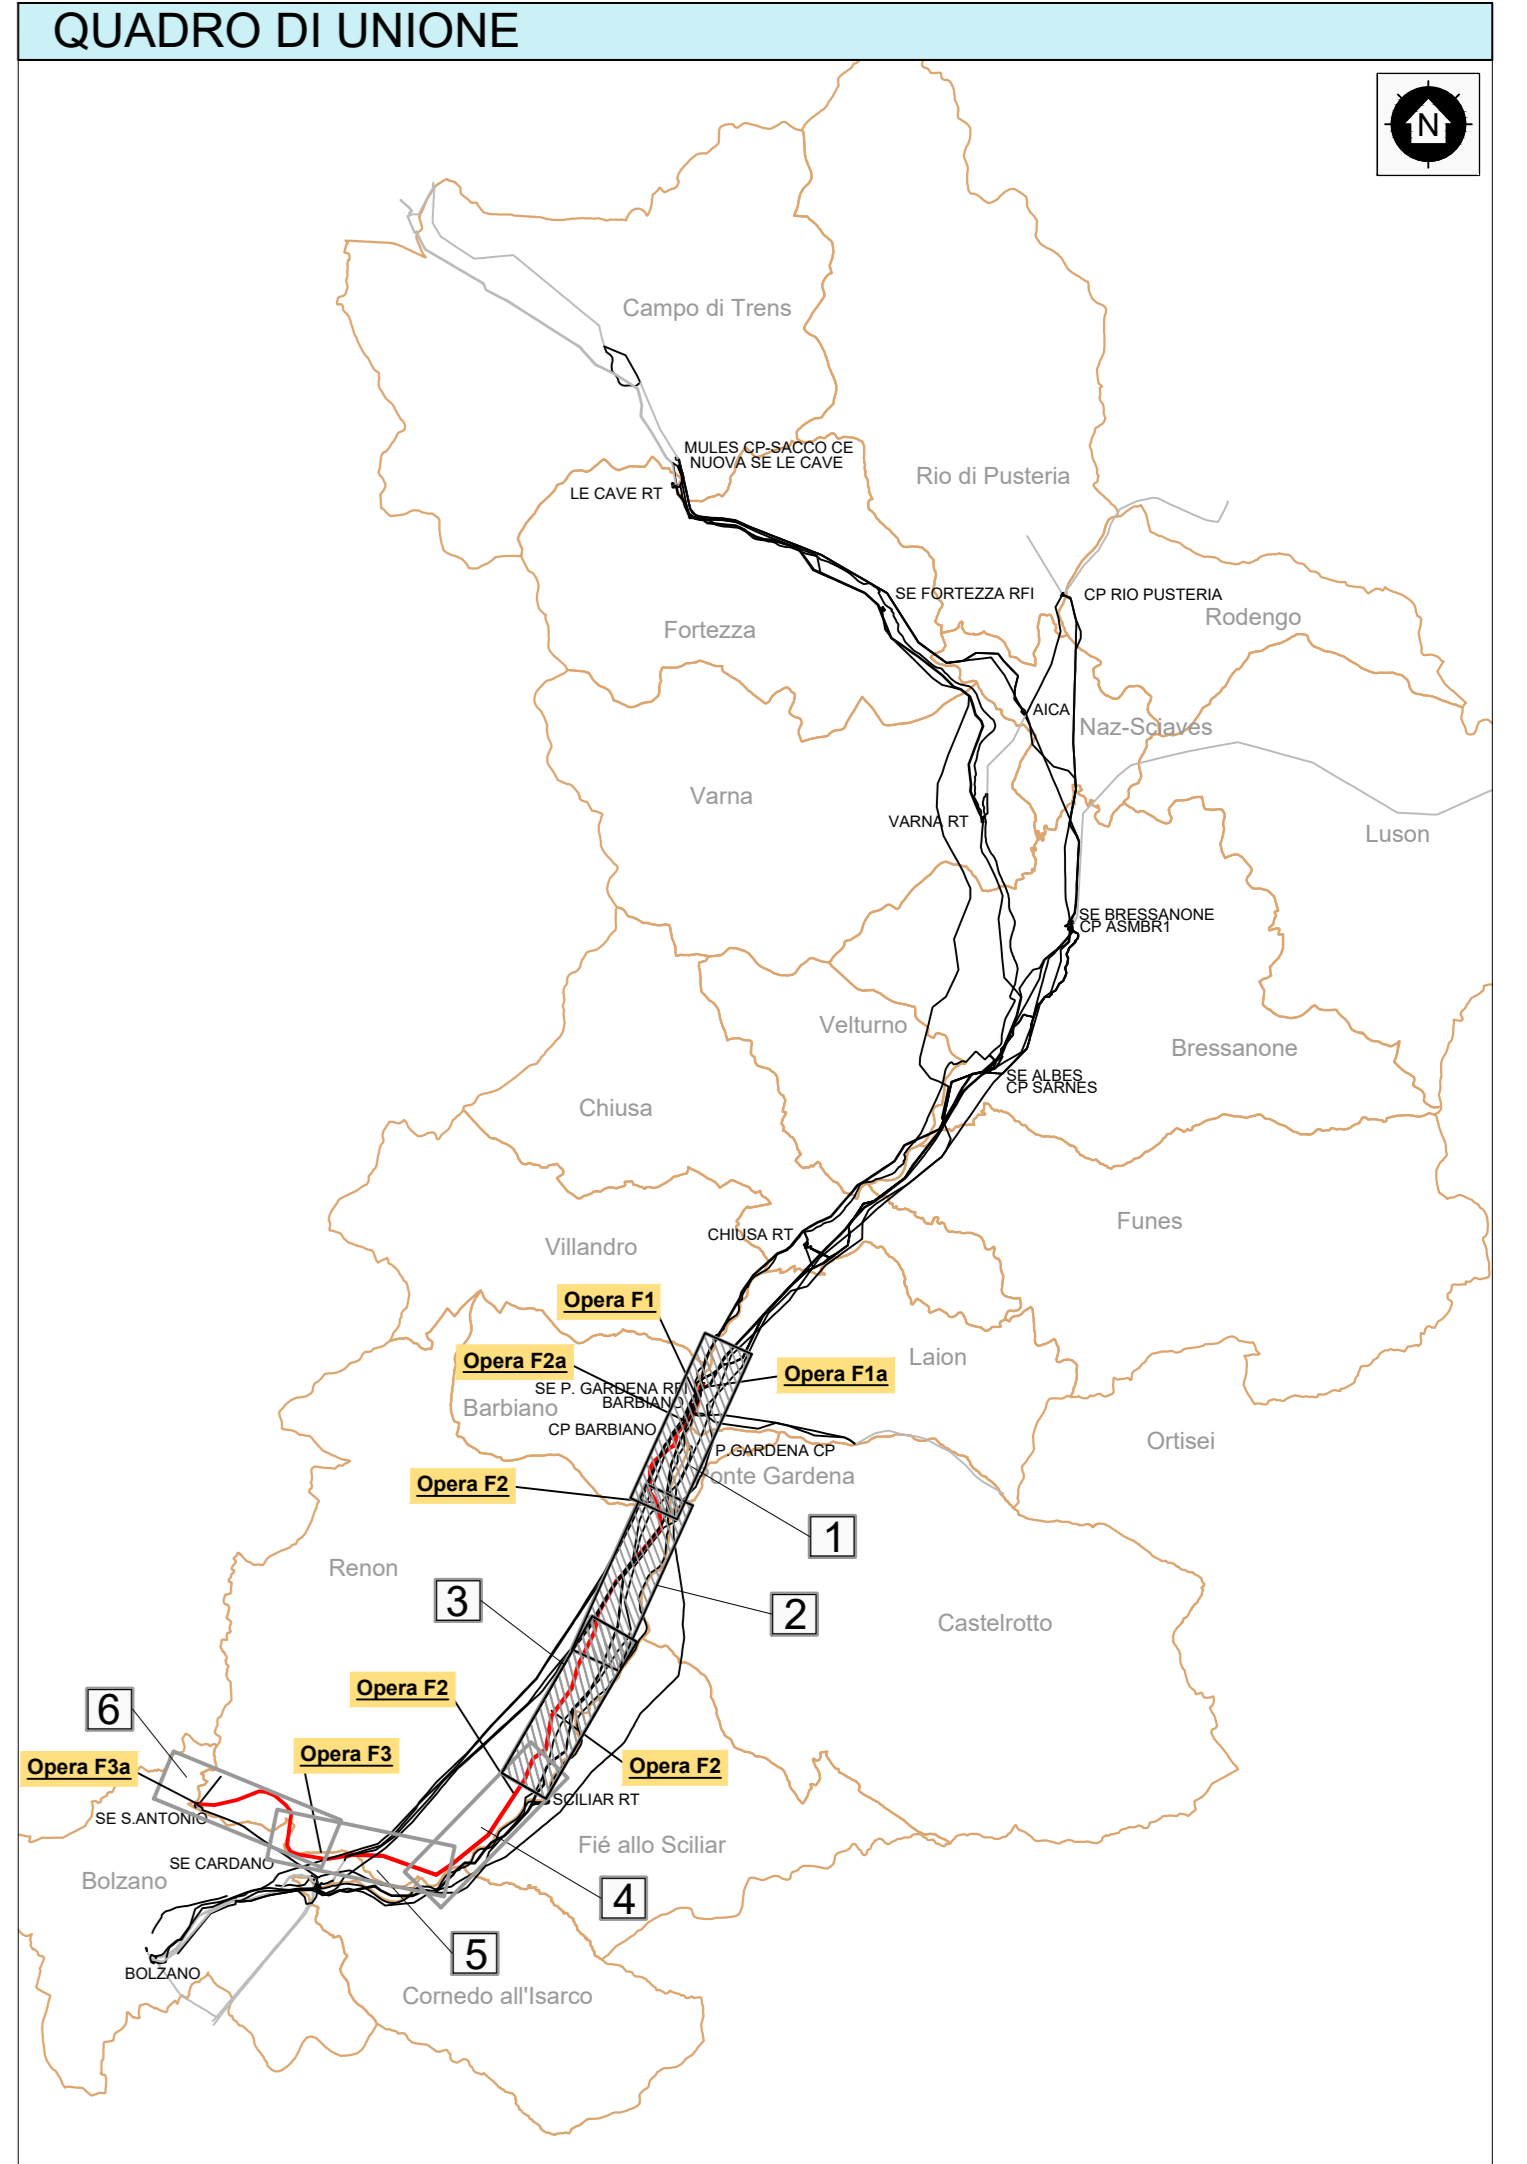 QUADRO DI UNIONE
N
Campo di Trens
MULES CP-SACCO CE
NUOVA SE LE CAVE
LE CAVE RT
Rio di Pusteria
SE FORTEZZA RFI
CP RIO PUSTERIA
Rodengo
Fortezza
AICA
Naz-Sciaves
Varna
VARNA RT
Luson
SE BRESSANONE
CP ASMBR1
Velturno
Bressanone
SE ALBES
CP SARNES
Chiusa
Funes
CHIUSA RT
Villandro
Opera F1
Opera F2a
Laion
Opera F1a
SE P. GARDENA RFI
BARBIANO
Barbiano
CP BARBIANO
Ortisei
P.GARDENA CP
Ponte Gardena
Opera F2
1
Renon
3
2
Castelrotto
Opera F2
6
Opera F3
Opera F3a
Opera F2
SCILIAR RT
SE S.ANTONIO
Fié allo Sciliar
SE CARDANO
Bolzano
4
5
BOLZANO
Cornedo all'Isarco